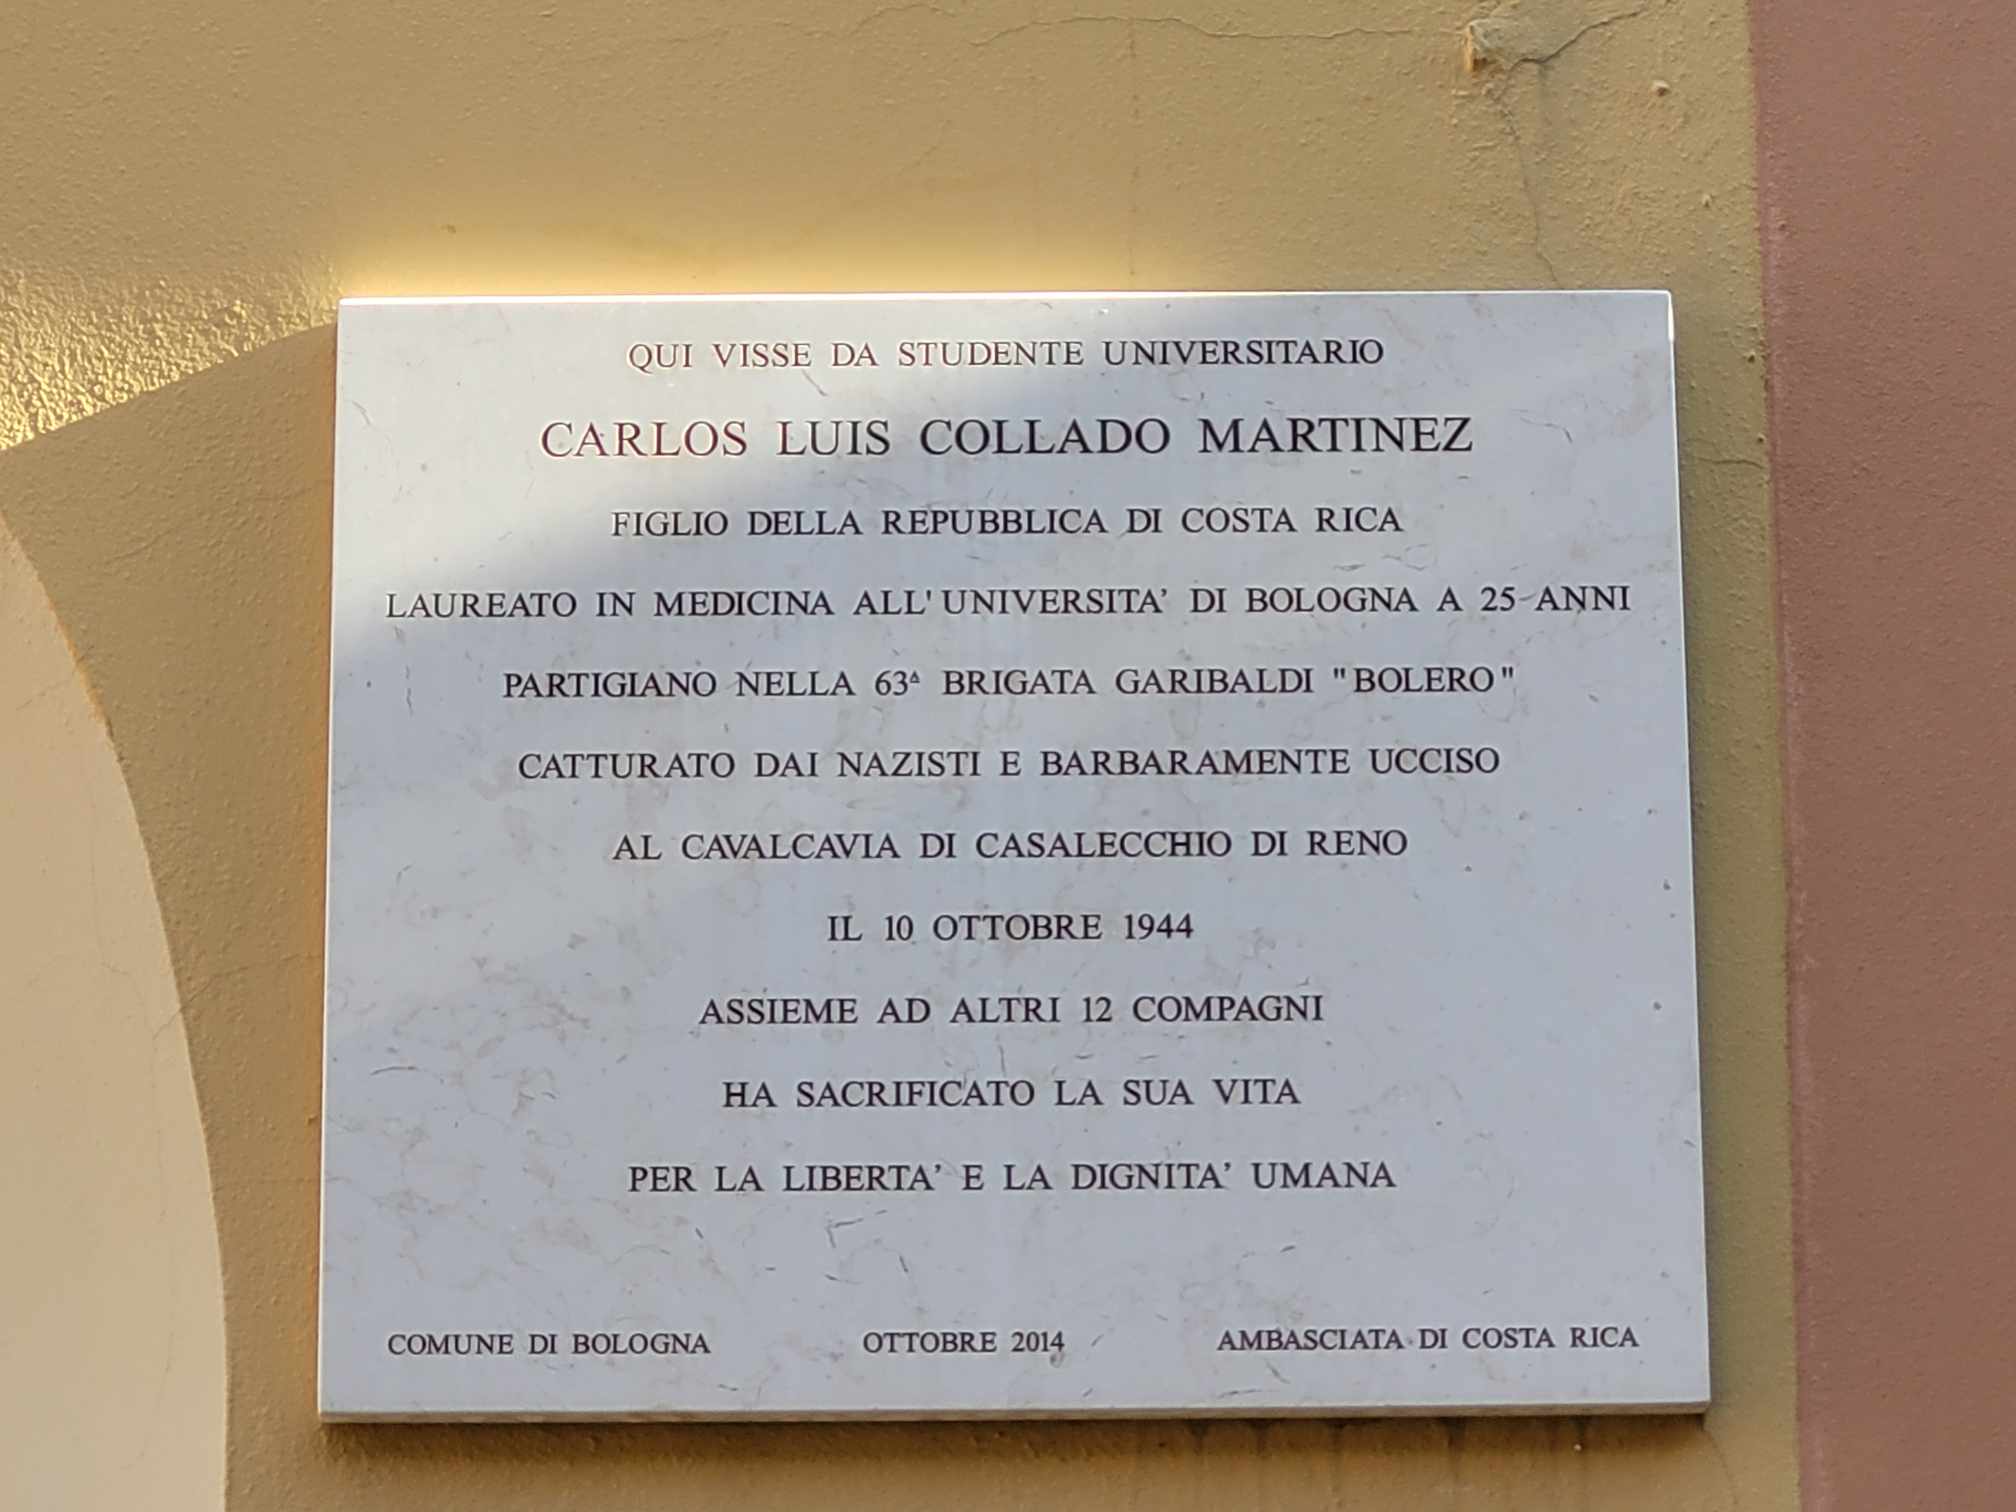 QUI VISSE DA STUDENTE UNIVERSITARIO
CARLOS LUIS COLLADO MARTINEZ
FIGLIO DELLA REPUBBLICA DI COSTA RICA
LAUREATO IN MEDICINA ALL'UNIVERSITA' DI BOLOGNA A 25 ANNI
PARTIGIANO NELLA 63ª BRIGATA GARIBALDI "BOLERO"
CATTURATO DAI NAZISTI E BARBARAMENTE UCCISO
AL CAVALCAVIA DI CASALECCHIO DI RENO
IL 10 OTTOBRE 1944
ASSIEME AD ALTRI 12 COMPAGNI
HA SACRIFICATO LA SUA VITA
PER LA LIBERTA' E LA DIGNITA' UMANA
COMUNE DI BOLOGNA OTTOBRE 2014 AMBASCIATA DI COSTA RICA